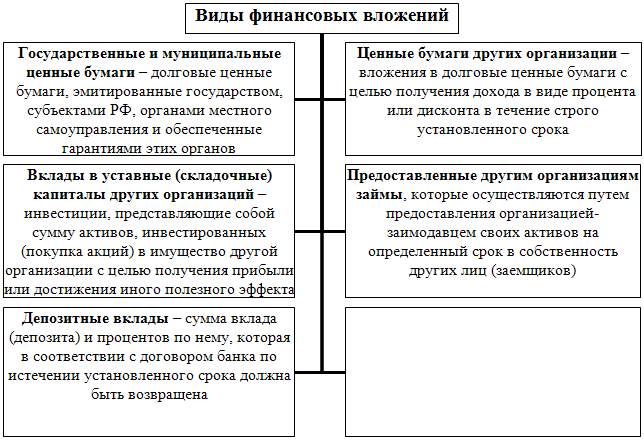 Виды финансовых вложений
Государственные и муниципальные
ценные бумаги – долговые ценные
бумаги, эмитированные государством,
субъектами РФ, органами местного
самоуправления и обеспеченные
гарантиями этих органов
Ценные бумаги других организации –
вложения в долговые ценные бумаги с
целью получения дохода в виде процента
или дисконта в течение строго
установленного срока
Вклады в уставные (складочные)
капиталы других организаций –
инвестиции, представляющие собой
сумму активов, инвестированных
(покупка акций) в имущество другой
организации с целью получения прибыли
или достижения иного полезного эффекта
Предоставленные другим организациям
займы, которые осуществляются путем
предоставления организацией-
заимодавцем своих активов на
определенный срок в собственность
других лиц (заемщиков)
Депозитные вклады – сумма вклада
(депозита) и процентов по нему, которая
в соответствии с договором банка по
истечении установленного срока должна
быть возвращена